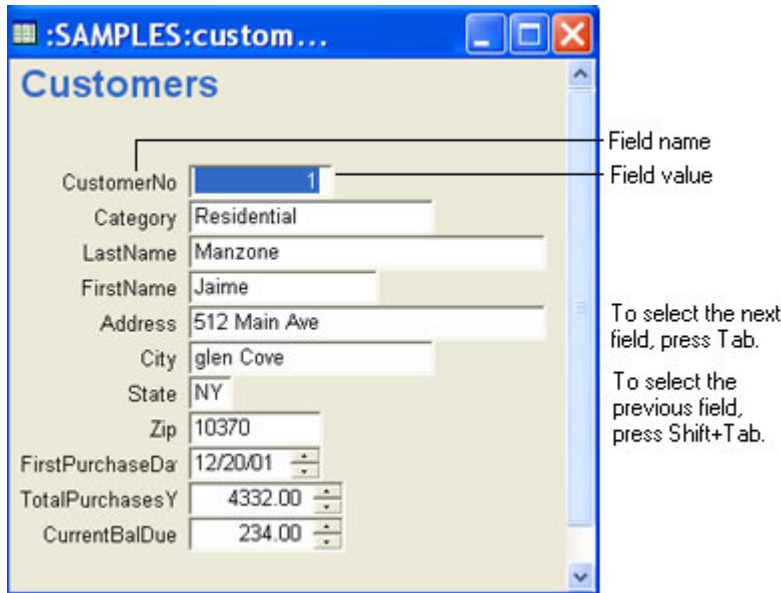 :SAMPLES:custom...
Customers
Field name
CustomerNo 1 Field value
Category Residential
LastName Manzone
FirstName Jaime
Address 512 Main Ave
City glen Cove
State NY
Zip 10370
FirstPurchaseDa 12/20/01
TotalPurchasesY 4332.00
CurrentBalDue 234.00
To select the next
field, press Tab.
To select the
previous field,
press Shift+Tab.